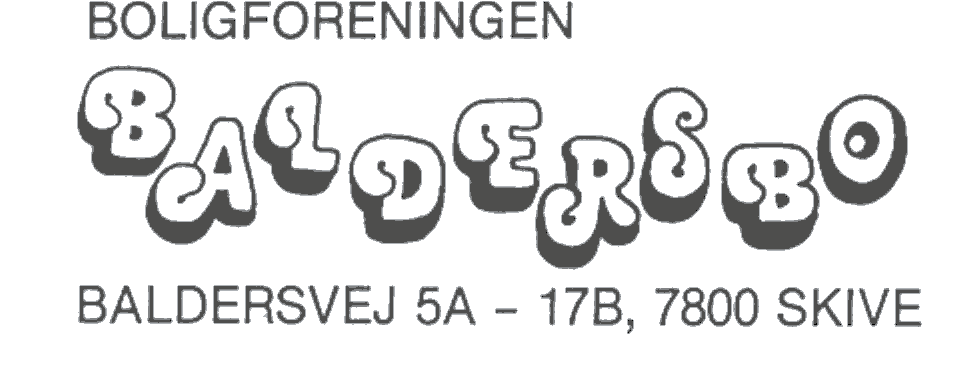 BOLIGFORENINGEN
BALDERSBO
BALDERSVEJ 5A – 17B, 7800 SKIVE